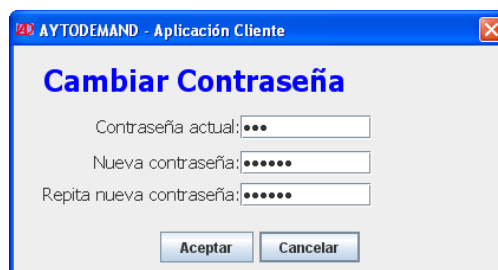 AYTODEMAND - Aplicación Cliente
Cambiar Contraseña
Contraseña actual: •••
Nueva contraseña: ••••••
Repita nueva contraseña: ••••••
Aceptar Cancelar